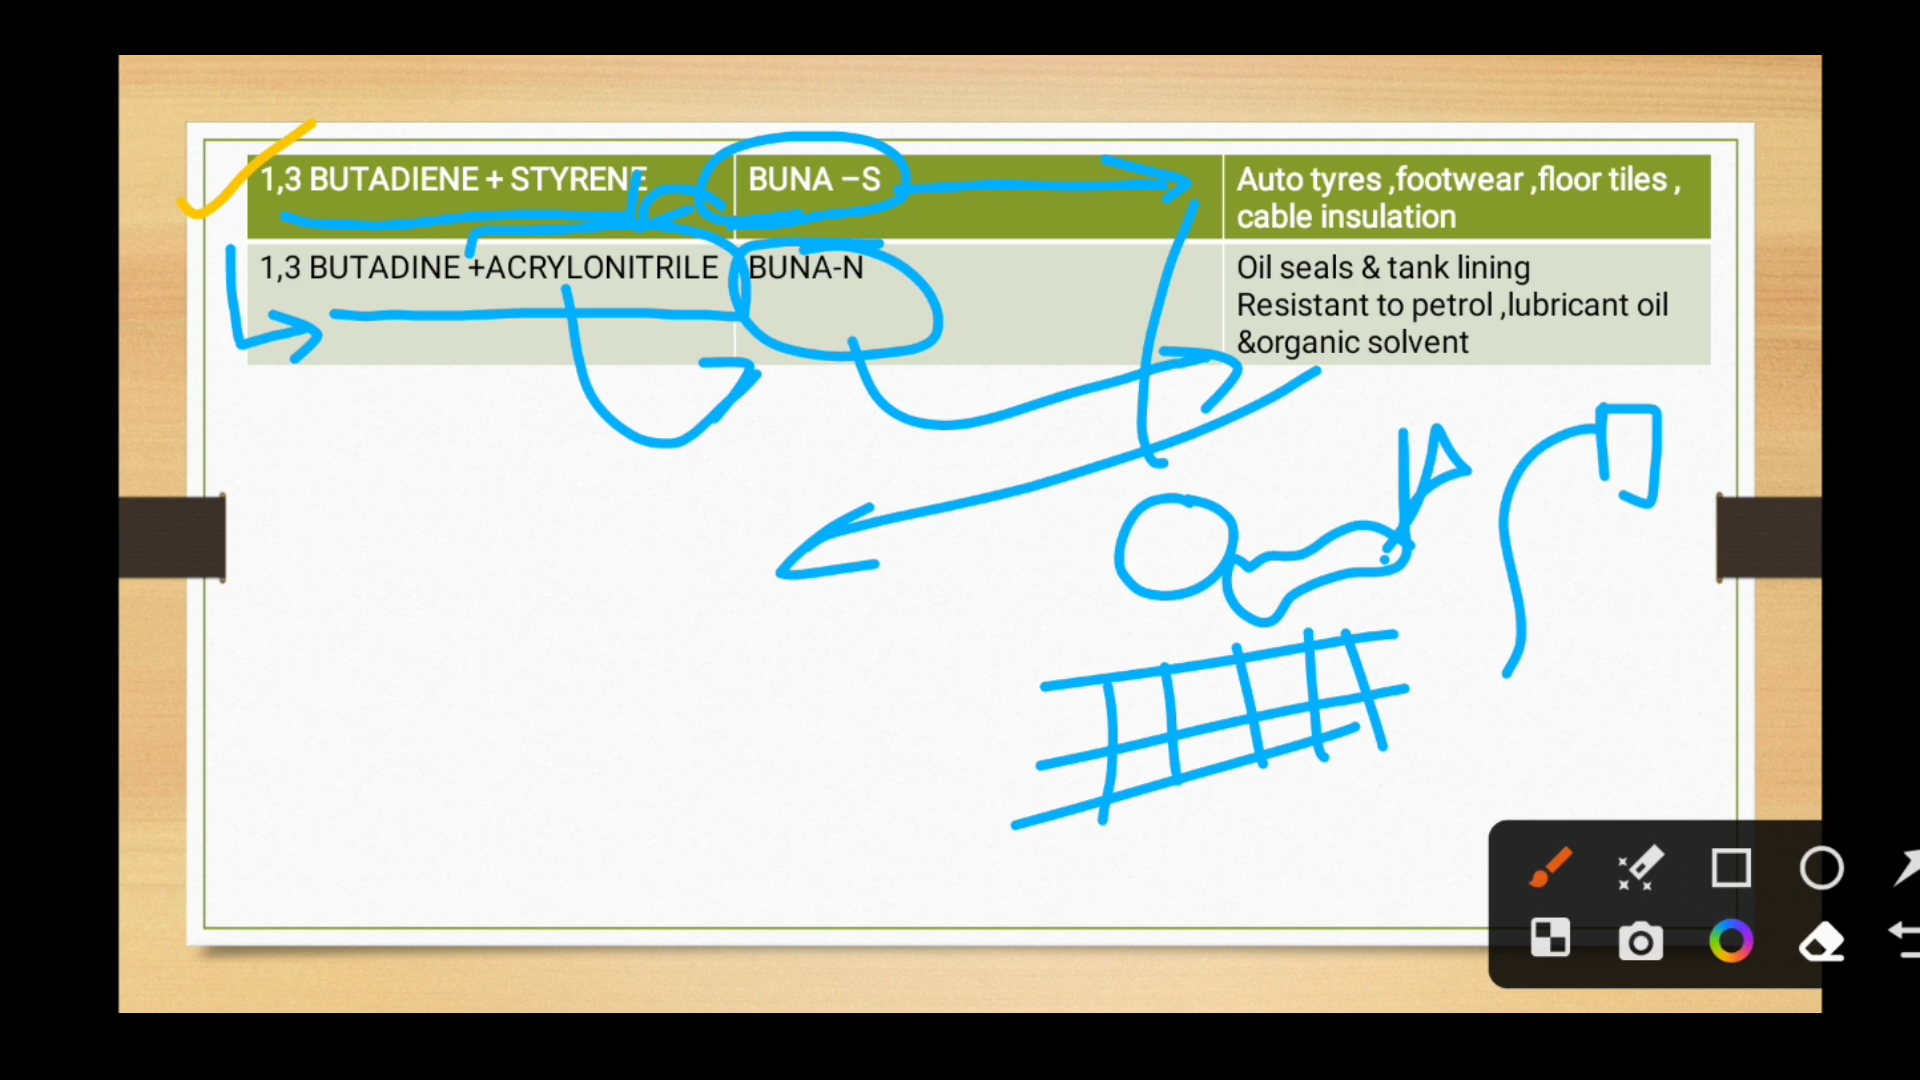 1,3 BUTADIENE + STYRENE
BUNA –S
Auto tyres ,footwear ,floor tiles ,
cable insulation
1,3 BUTADINE +ACRYLONITRILE
BUNA-N
Oil seals & tank lining
Resistant to petrol ,lubricant oil
&organic solvent